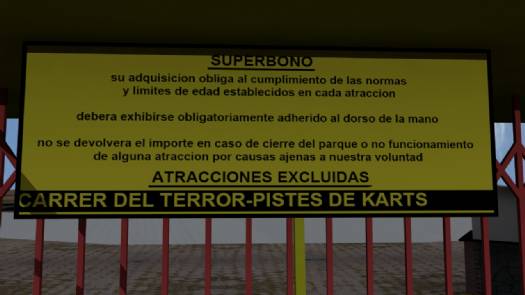 SUPERBONO
su adquisicion obliga al cumplimiento de las normas
y limites de edad establecidos en cada atraccion
debera exhibirse obligatoriamente adherido al dorso de la mano
no se devolvera el importe en caso de cierre del parque o no funcionamiento
de alguna atraccion por causas ajenas a nuestra voluntad
ATRACCIONES EXCLUIDAS
CARRER DEL TERROR-PISTES DE KARTS